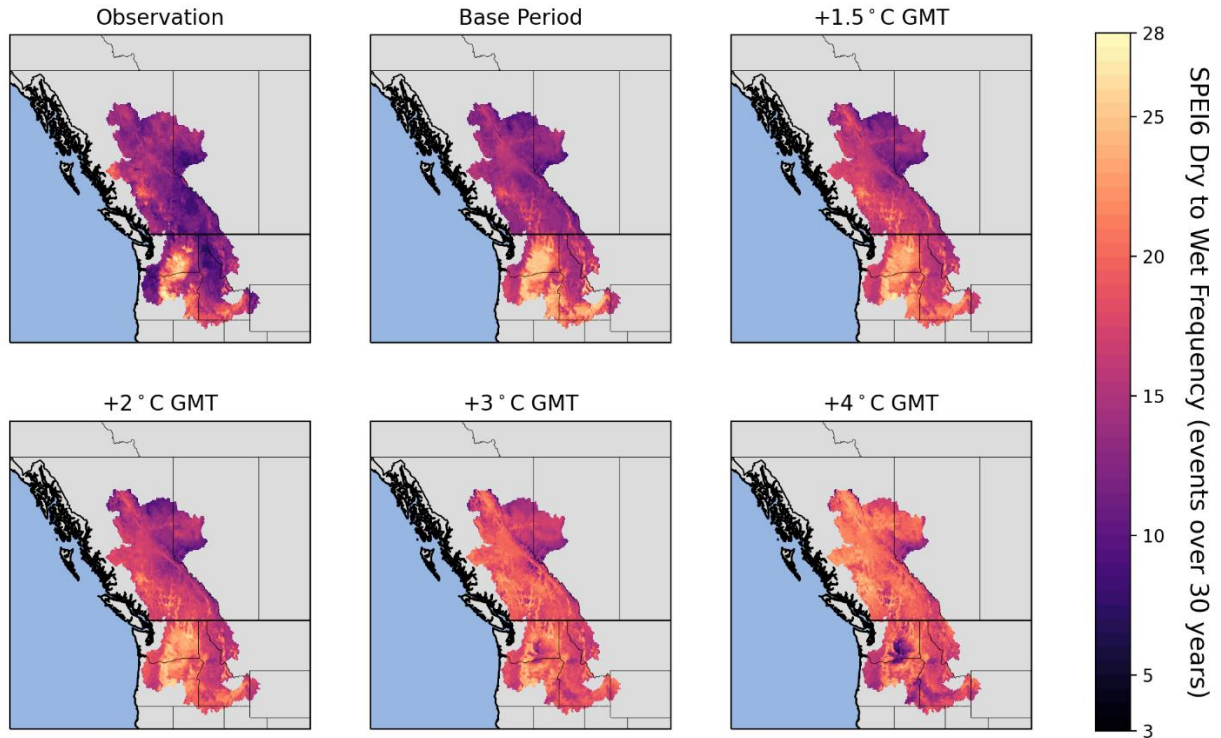 Observation
Base Period
+1.5°C GMT
+2°C GMT
+3°C GMT
+4°C GMT
28
25
20
15
10
5
3
SPEI6 Dry to Wet Frequency (events over 30 years)